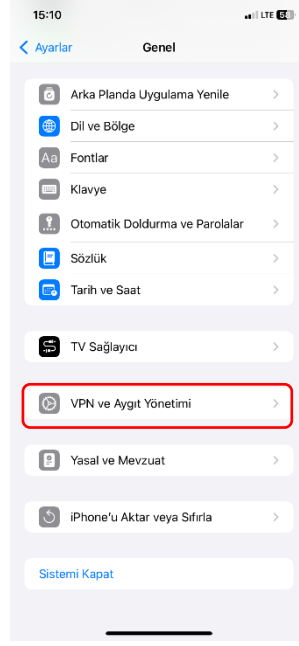 15:10
LTE
Ayarlar
Genel
Arka Planda Uygulama Yenile
Dil ve Bölge
Aa
Fontlar
Klavye
Otomatik Doldurma ve Parolalar
Sözlük
Tarih ve Saat
TV Sağlayıcı
VPN ve Aygıt Yönetimi
Yasal ve Mevzuat
iPhone'u Aktar veya Sıfırla
Sistemi Kapat